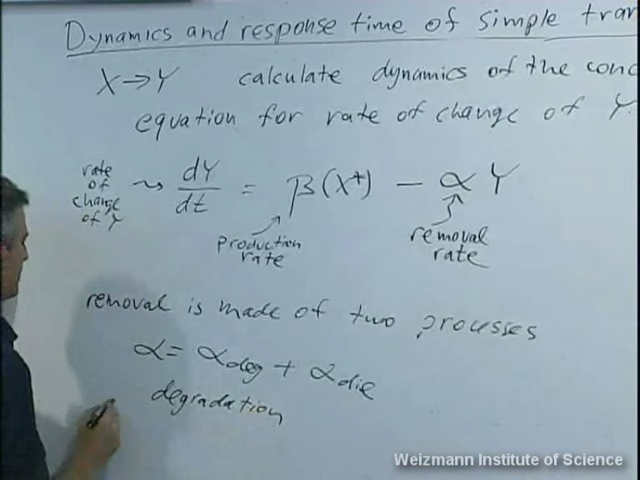 Dynamics and response time of simple tran
X → Y calculate dynamics of the conc
equation for rate of change of Y
rate of change of Y ⇝ dY/dt = β(X*) − αY
production rate
removal rate
removal is made of two processes
α = αdeg + αdie
degradation
Weizmann Institute of Science